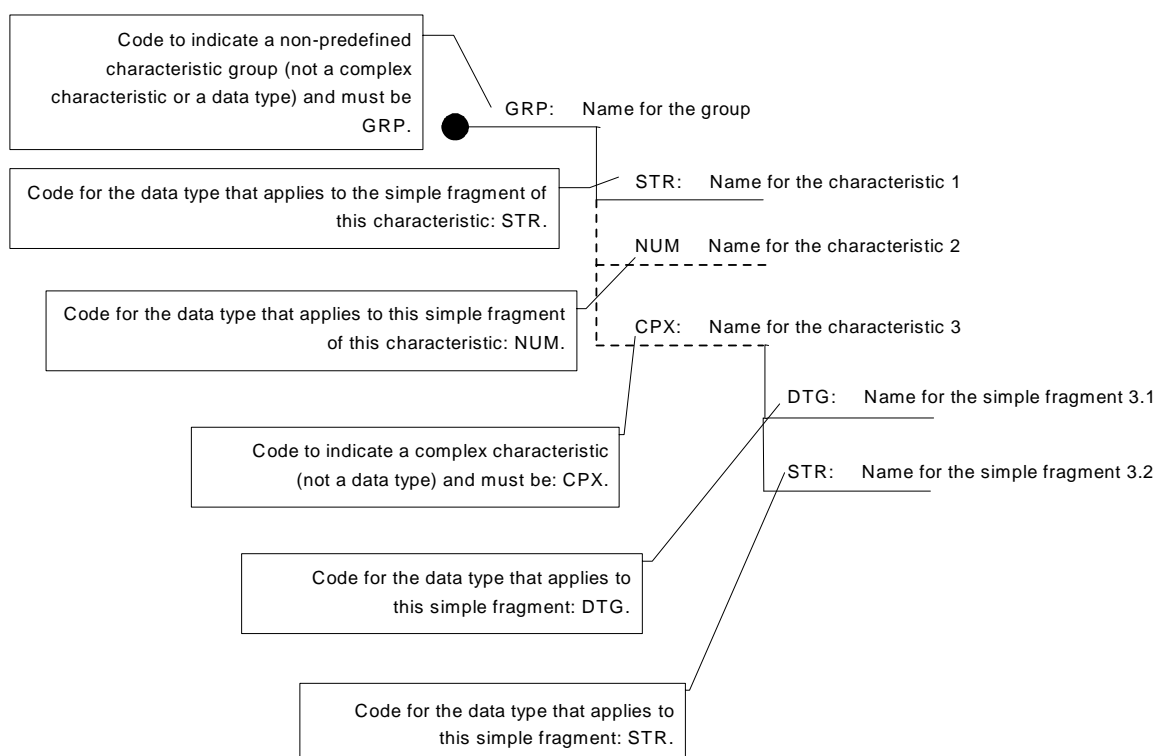 Code to indicate a non-predefined
characteristic group (not a complex
characteristic or a data type) and must be
GRP.
GRP: Name for the group
Code for the data type that applies to the simple fragment of
this characteristic: STR.
STR: Name for the characteristic 1
NUM Name for the characteristic 2
Code for the data type that applies to this simple fragment
of this characteristic: NUM.
CPX: Name for the characteristic 3
DTG: Name for the simple fragment 3.1
Code to indicate a complex characteristic
(not a data type) and must be: CPX.
STR: Name for the simple fragment 3.2
Code for the data type that applies to
this simple fragment: DTG.
Code for the data type that applies to
this simple fragment: STR.